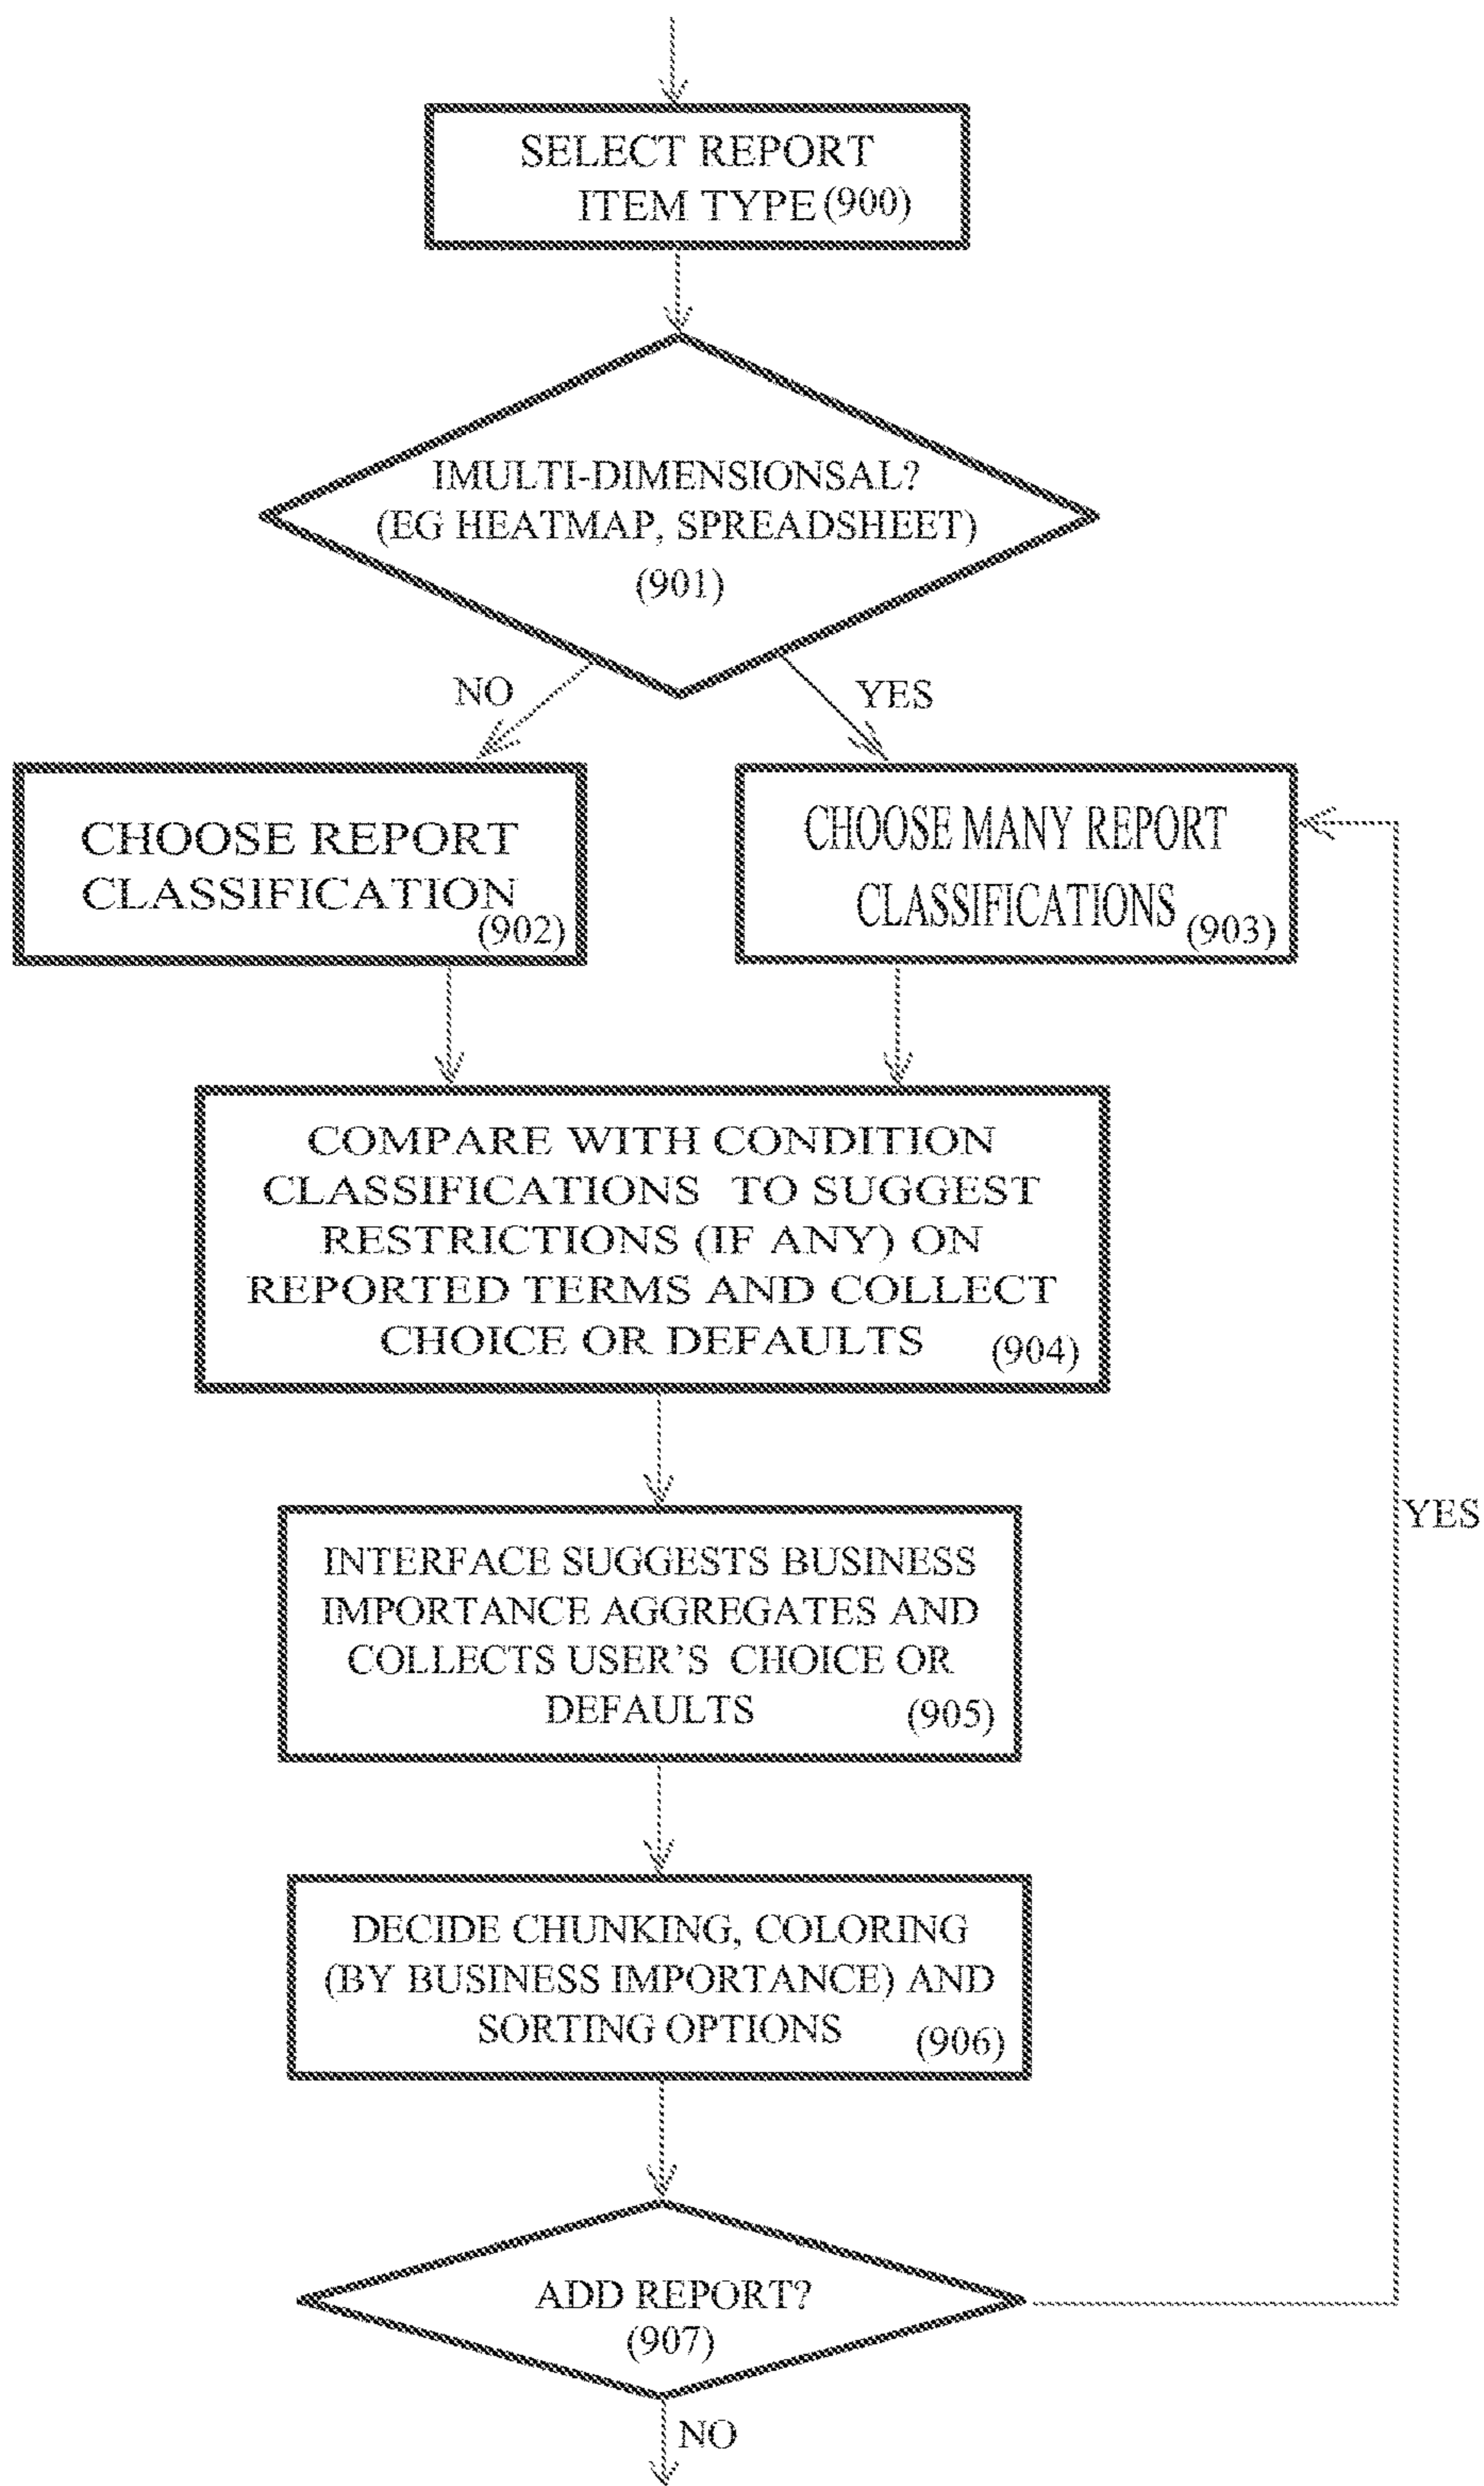 SELECT REPORT
ITEM TYPE (900)
IMULTI-DIMENSIONSAL?
(EG HEATMAP, SPREADSHEET)
(901)
NO
YES
CHOOSE REPORT
CLASSIFICATION
(902)
CHOOSE MANY REPORT
CLASSIFICATIONS
(903)
COMPARE WITH CONDITION
CLASSIFICATIONS TO SUGGEST
RESTRICTIONS (IF ANY) ON
REPORTED TERMS AND COLLECT
CHOICE OR DEFAULTS
(904)
YES
INTERFACE SUGGESTS BUSINESS
IMPORTANCE AGGREGATES AND
COLLECTS USER'S CHOICE OR
DEFAULTS
(905)
DECIDE CHUNKING, COLORING
(BY BUSINESS IMPORTANCE) AND
SORTING OPTIONS
(906)
ADD REPORT?
(907)
NO